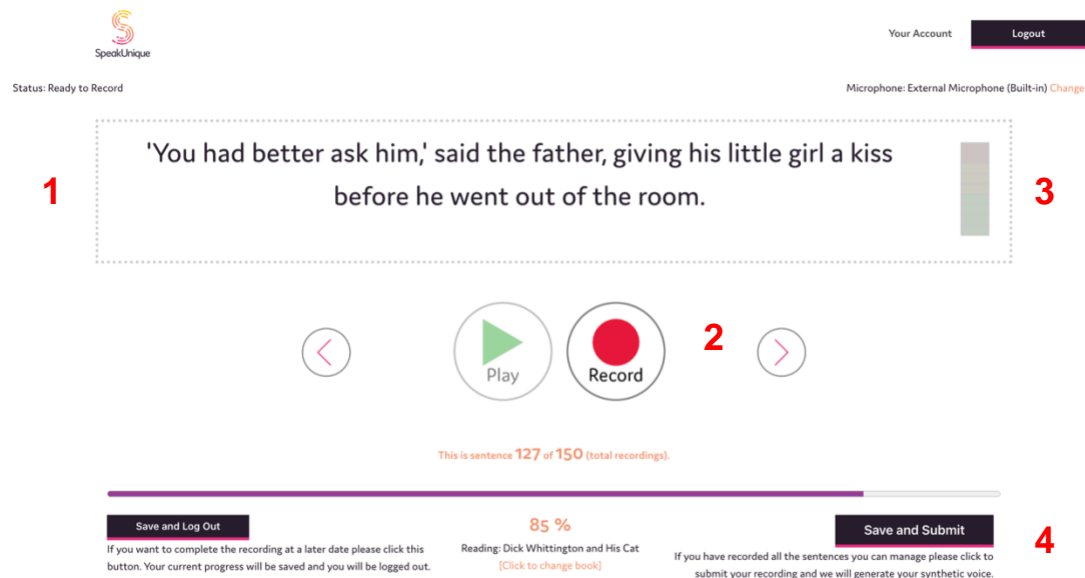 SpeakUnique
Your Account
Logout
Status: Ready to Record
Microphone: External Microphone (Built-in) Change
'You had better ask him,' said the father, giving his little girl a kiss
before he went out of the room.
1
3
2
Play
Record
This is sentence 127 of 150 (total recordings).
Save and Log Out
If you want to complete the recording at a later date please click this
button. Your current progress will be saved and you will be logged out.
85 %
Reading: Dick Whittington and His Cat
[Click to change book]
Save and Submit
If you have recorded all the sentences you can manage please click to
submit your recording and we will generate your synthetic voice.
4